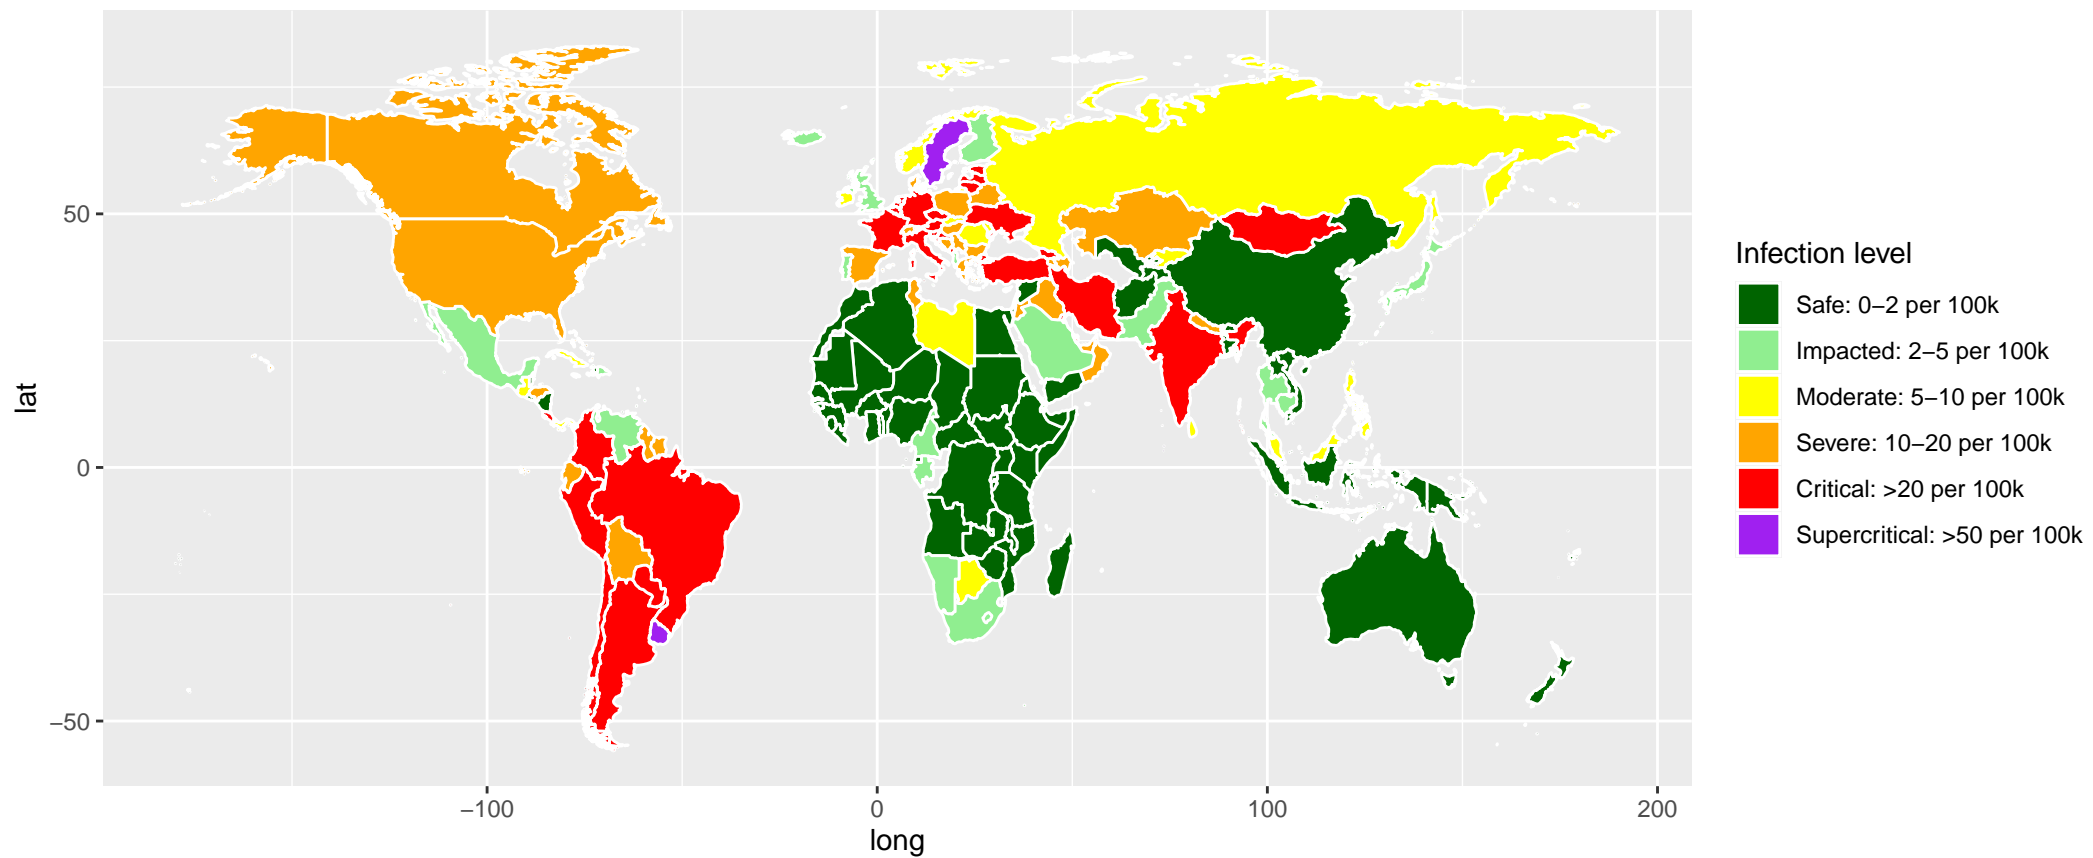 50
0
−50
lat
−100
0
100
200
long
Infection level
Safe: 0−2 per 100k
Impacted: 2−5 per 100k
Moderate: 5−10 per 100k
Severe: 10−20 per 100k
Critical: >20 per 100k
Supercritical: >50 per 100k